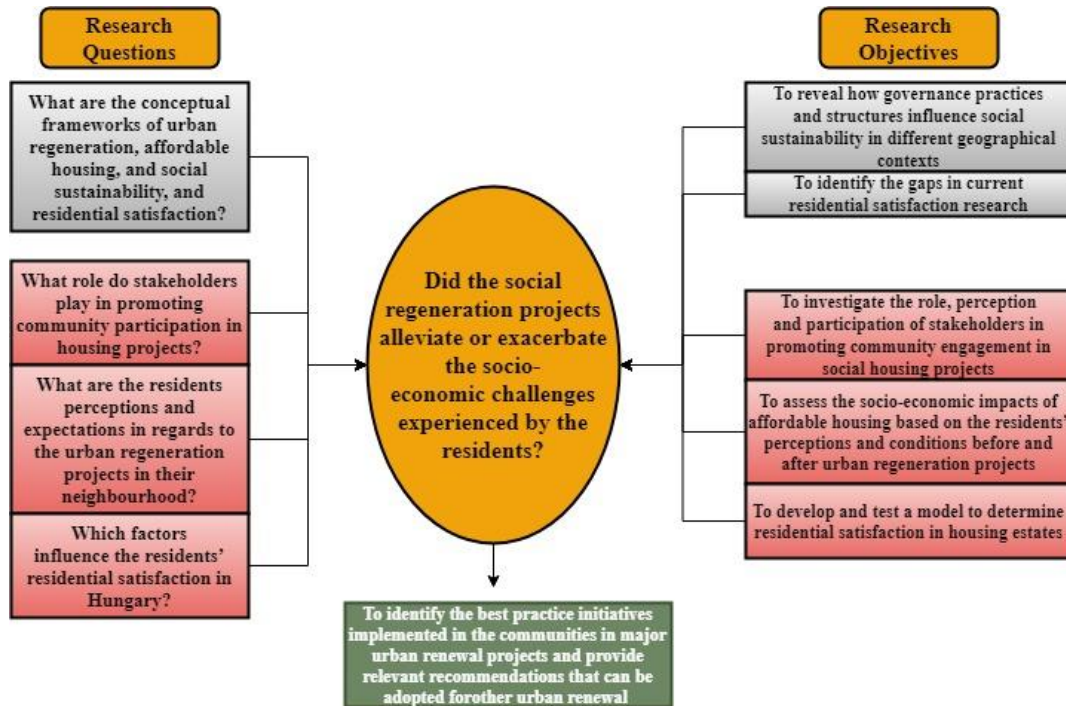 Research
Questions
What are the conceptual
frameworks of urban
regeneration, affordable
housing, and social
sustainability, and
residential satisfaction?
What role do stakeholders
play in promoting
community participation in
housing projects?
What are the residents
perceptions and
expectations in regards to
the urban regeneration
projects in their
neighbourhood?
Which factors
influence the residents'
residential satisfaction in
Hungary?
Did the social
regeneration projects
alleviate or exacerbate
the socio-
economic challenges
experienced by the
residents?
To identify the best practice initiatives
implemented in the communities in major
urban renewal projects and provide
relevant recommendations that can be
adopted forother urban renewal
Research
Objectives
To reveal how governance practices
and structures influence social
sustainability in different geographical
contexts
To identify the gaps in current
residential satisfaction research
To investigate the role, perception
and participation of stakeholders in
promoting community engagement in
social housing projects
To assess the socio-economic impacts of
affordable housing based on the residents'
perceptions and conditions before and
after urban regeneration projects
To develop and test a model to determine
residential satisfaction in housing estates